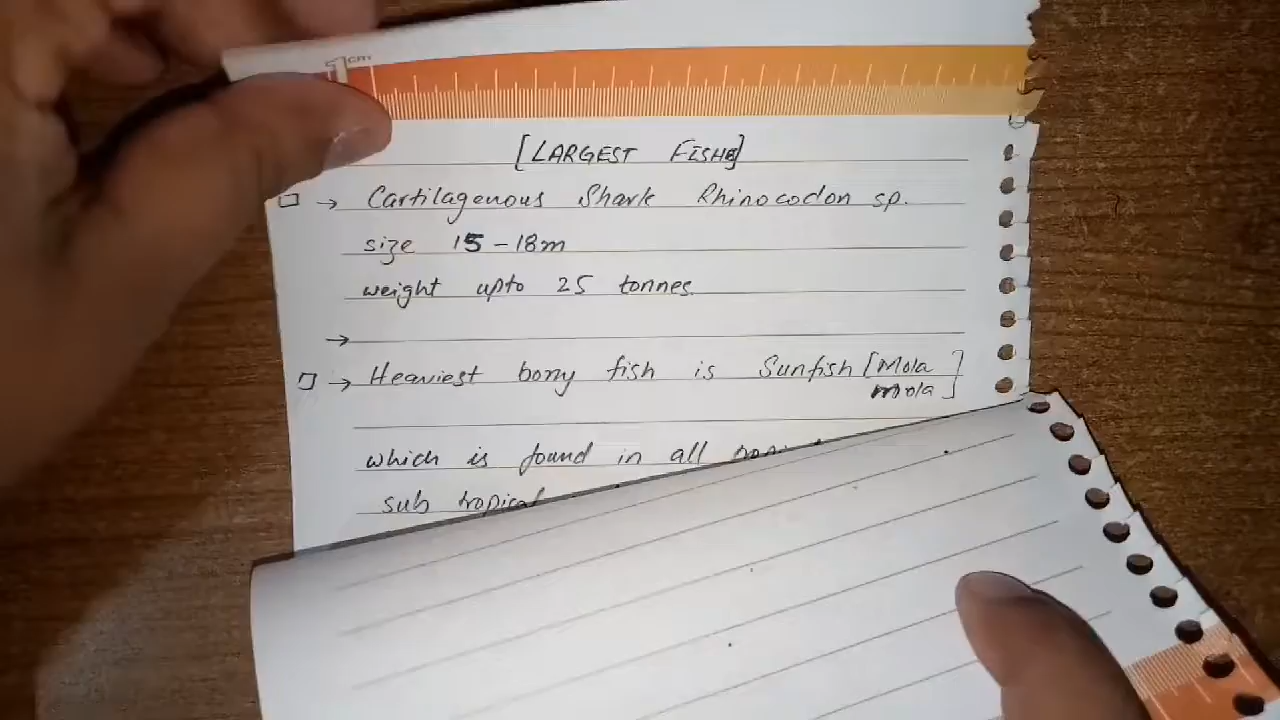 1cm
[LARGEST FISHE]
□ → Cartilagenous Shark Rhinocodon sp.
size 15-18m
weight upto 25 tonnes
→
□ → Heaviest bony fish is Sunfish [Mola
mola]
which is found in all
sub tropical